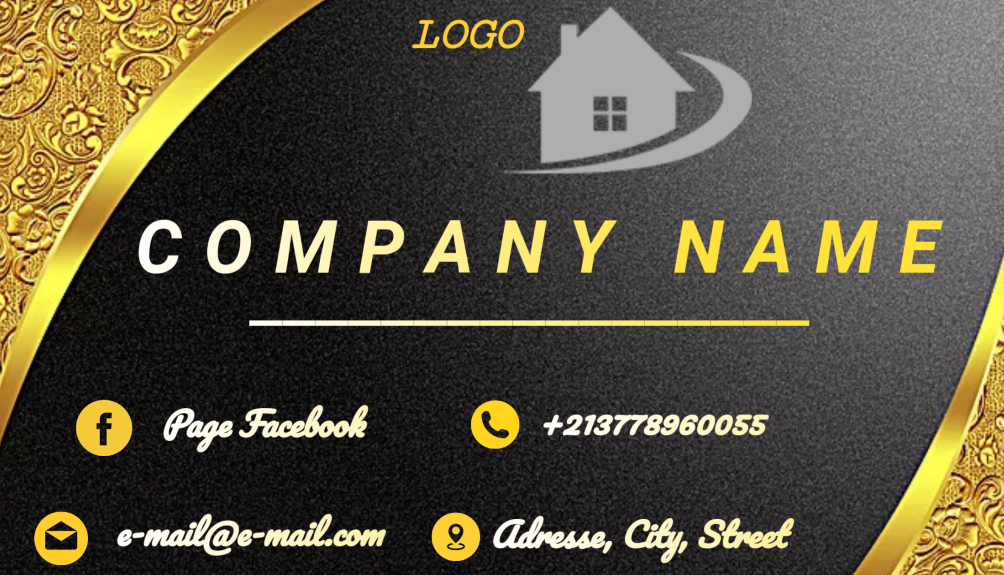 LOGO
COMPANY NAME
Page Facebook
+213778960055
e-mail@e-mail.com
Adresse, City, Street